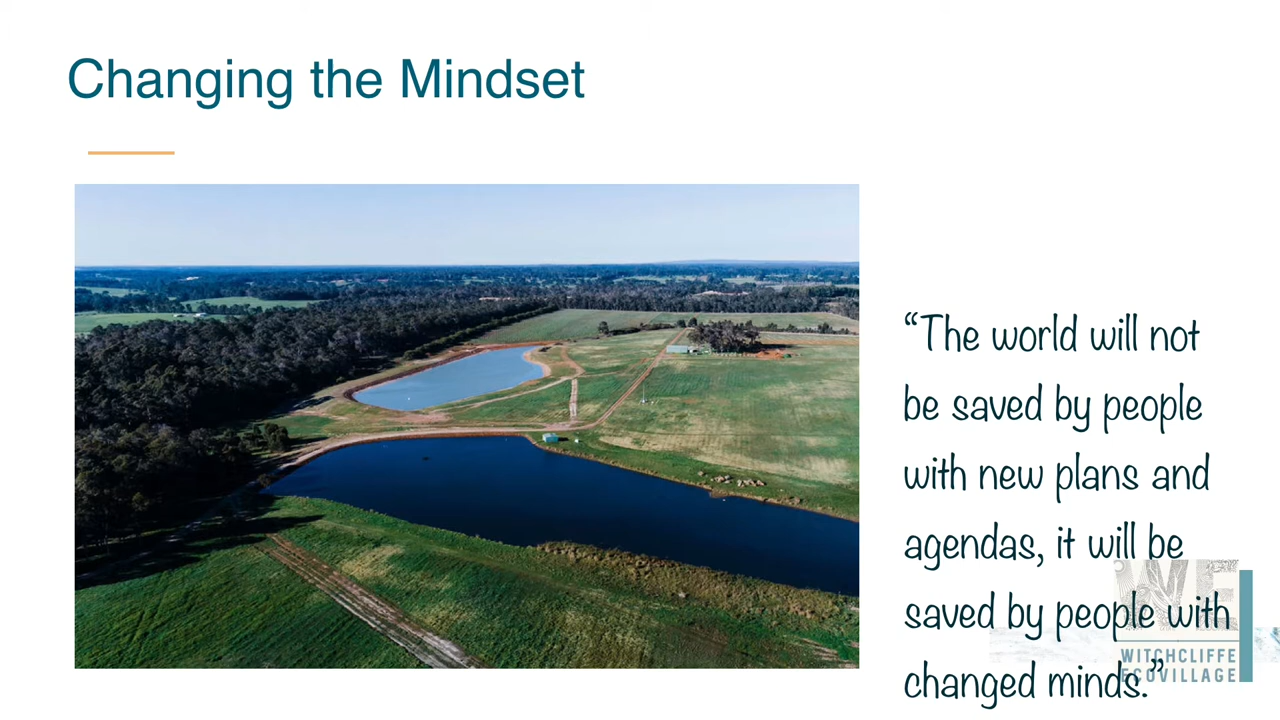 Changing the Mindset
“The world will not
be saved by people
with new plans and
agendas, it will be
saved by people with
changed minds.”
WE
WITCHCLIFFE
ECOVILLAGE